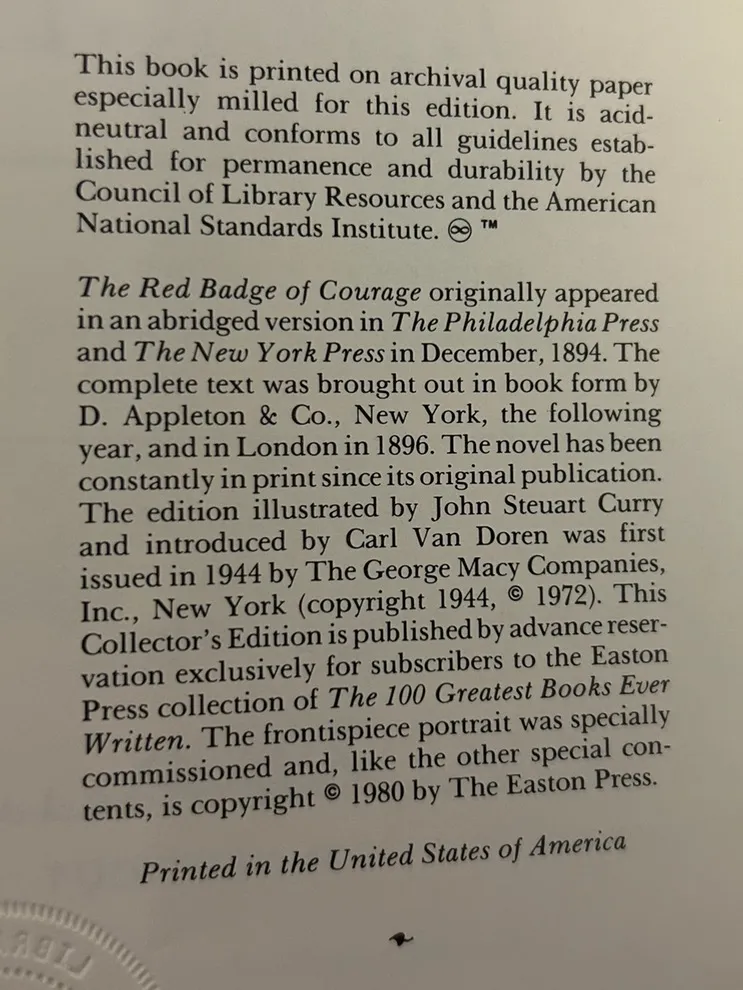 This book is printed on archival quality paper
especially milled for this edition. It is acid-
neutral and conforms to all guidelines estab-
lished for permanence and durability by the
Council of Library Resources and the American
National Standards Institute. ♾ ™
The Red Badge of Courage originally appeared
in an abridged version in The Philadelphia Press
and The New York Press in December, 1894. The
complete text was brought out in book form by
D. Appleton & Co., New York, the following
year, and in London in 1896. The novel has been
constantly in print since its original publication.
The edition illustrated by John Steuart Curry
and introduced by Carl Van Doren was first
issued in 1944 by The George Macy Companies,
Inc., New York (copyright 1944, © 1972). This
Collector's Edition is published by advance reser-
vation exclusively for subscribers to the Easton
Press collection of The 100 Greatest Books Ever
Written. The frontispiece portrait was specially
commissioned and, like the other special con-
tents, is copyright © 1980 by The Easton Press.
Printed in the United States of America